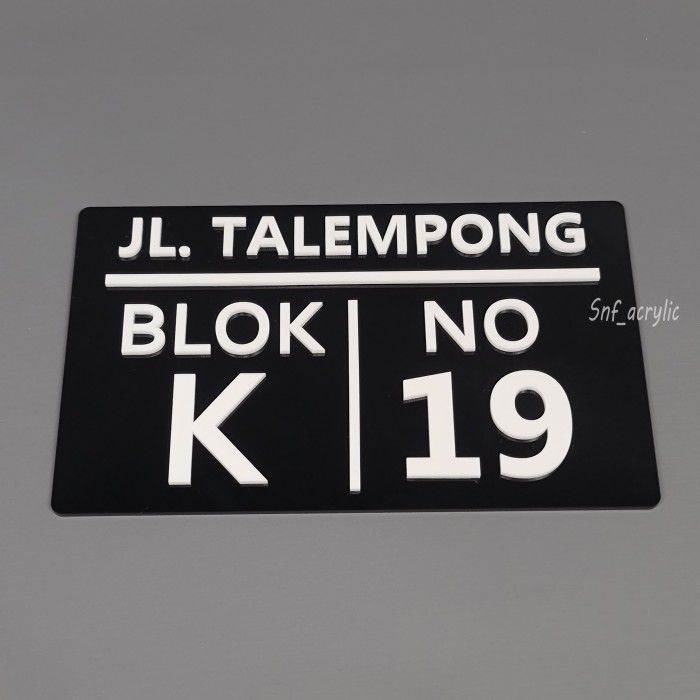 JL. TALEMPONG
BLOK
K
NO
19
Snf_acrylic